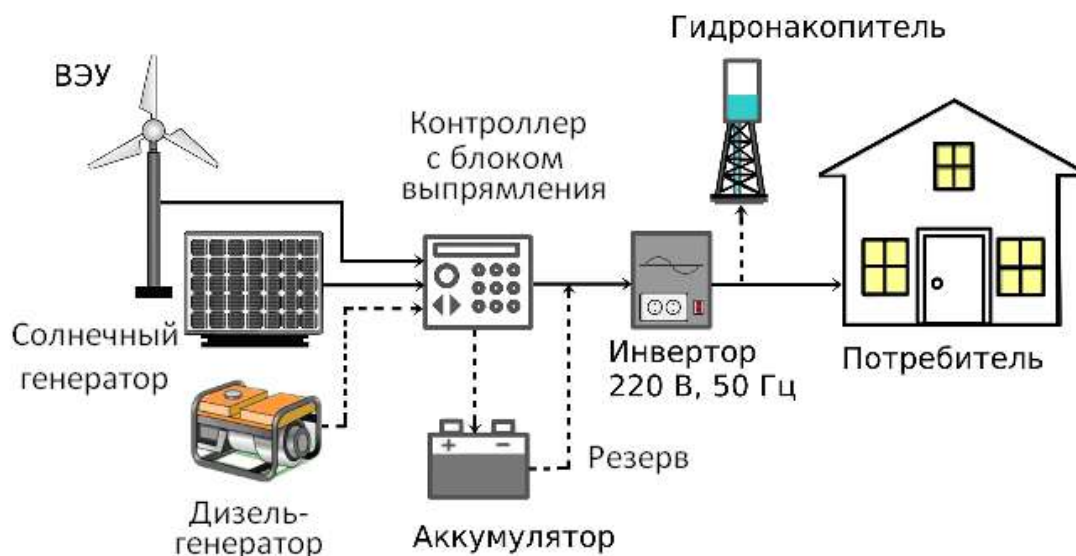 Гидронакопитель
ВЭУ
Контроллер
с блоком
выпрямления
Солнечный
генератор
Инвертор
220 В, 50 Гц
Потребитель
+ −
Резерв
Дизель-
генератор
Аккумулятор